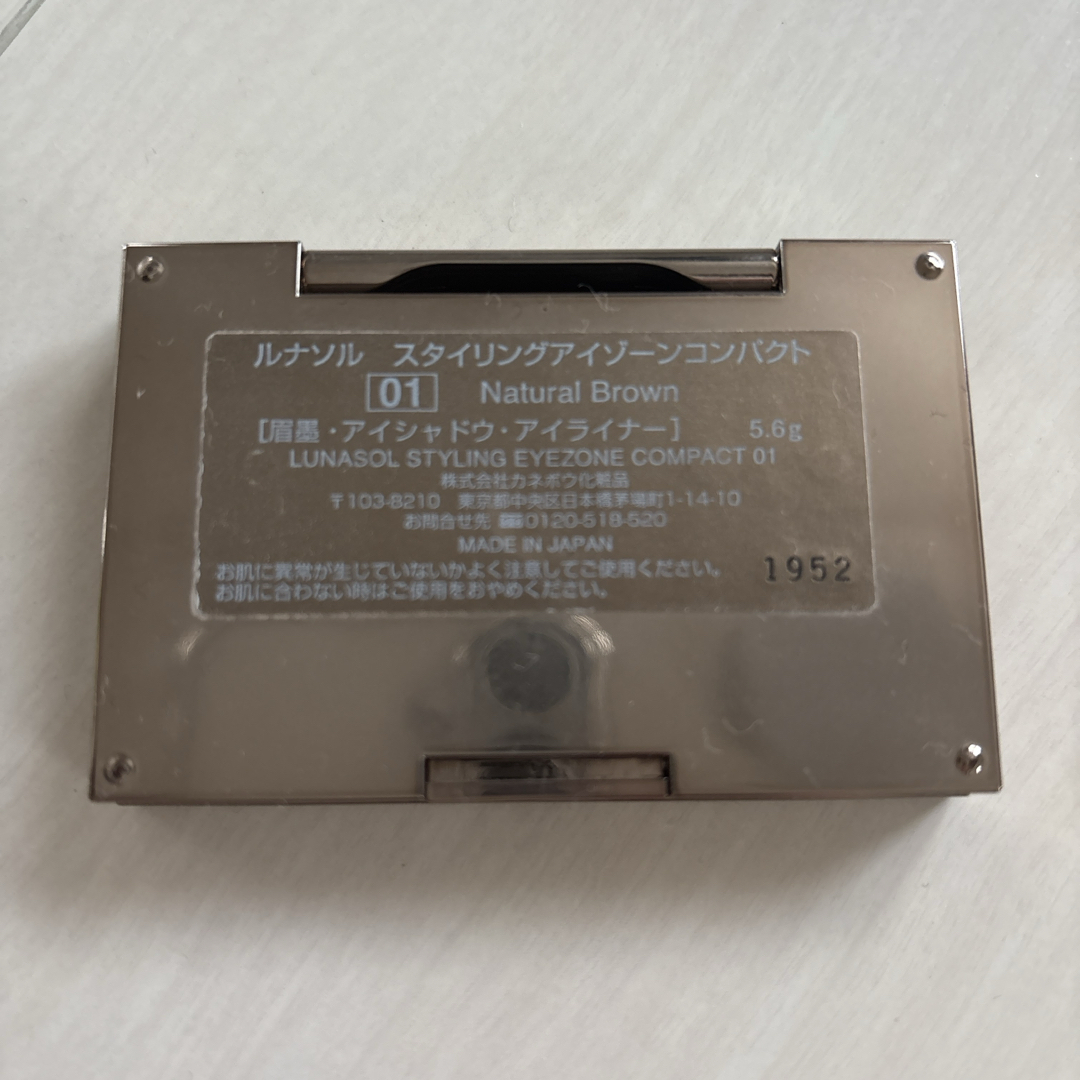 ルナソル　スタイリングアイゾーンコンパクト
01 Natural Brown
［眉墨・アイシャドウ・アイライナー］ 5.6g
LUNASOL STYLING EYEZONE COMPACT 01
株式会社カネボウ化粧品
〒103-8210 東京都中央区日本橋茅場町1-14-10
お問合せ先 0120-518-520
MADE IN JAPAN
お肌に異常が生じていないかよく注意してご使用ください。
お肌に合わない時はご使用をおやめください。
1952